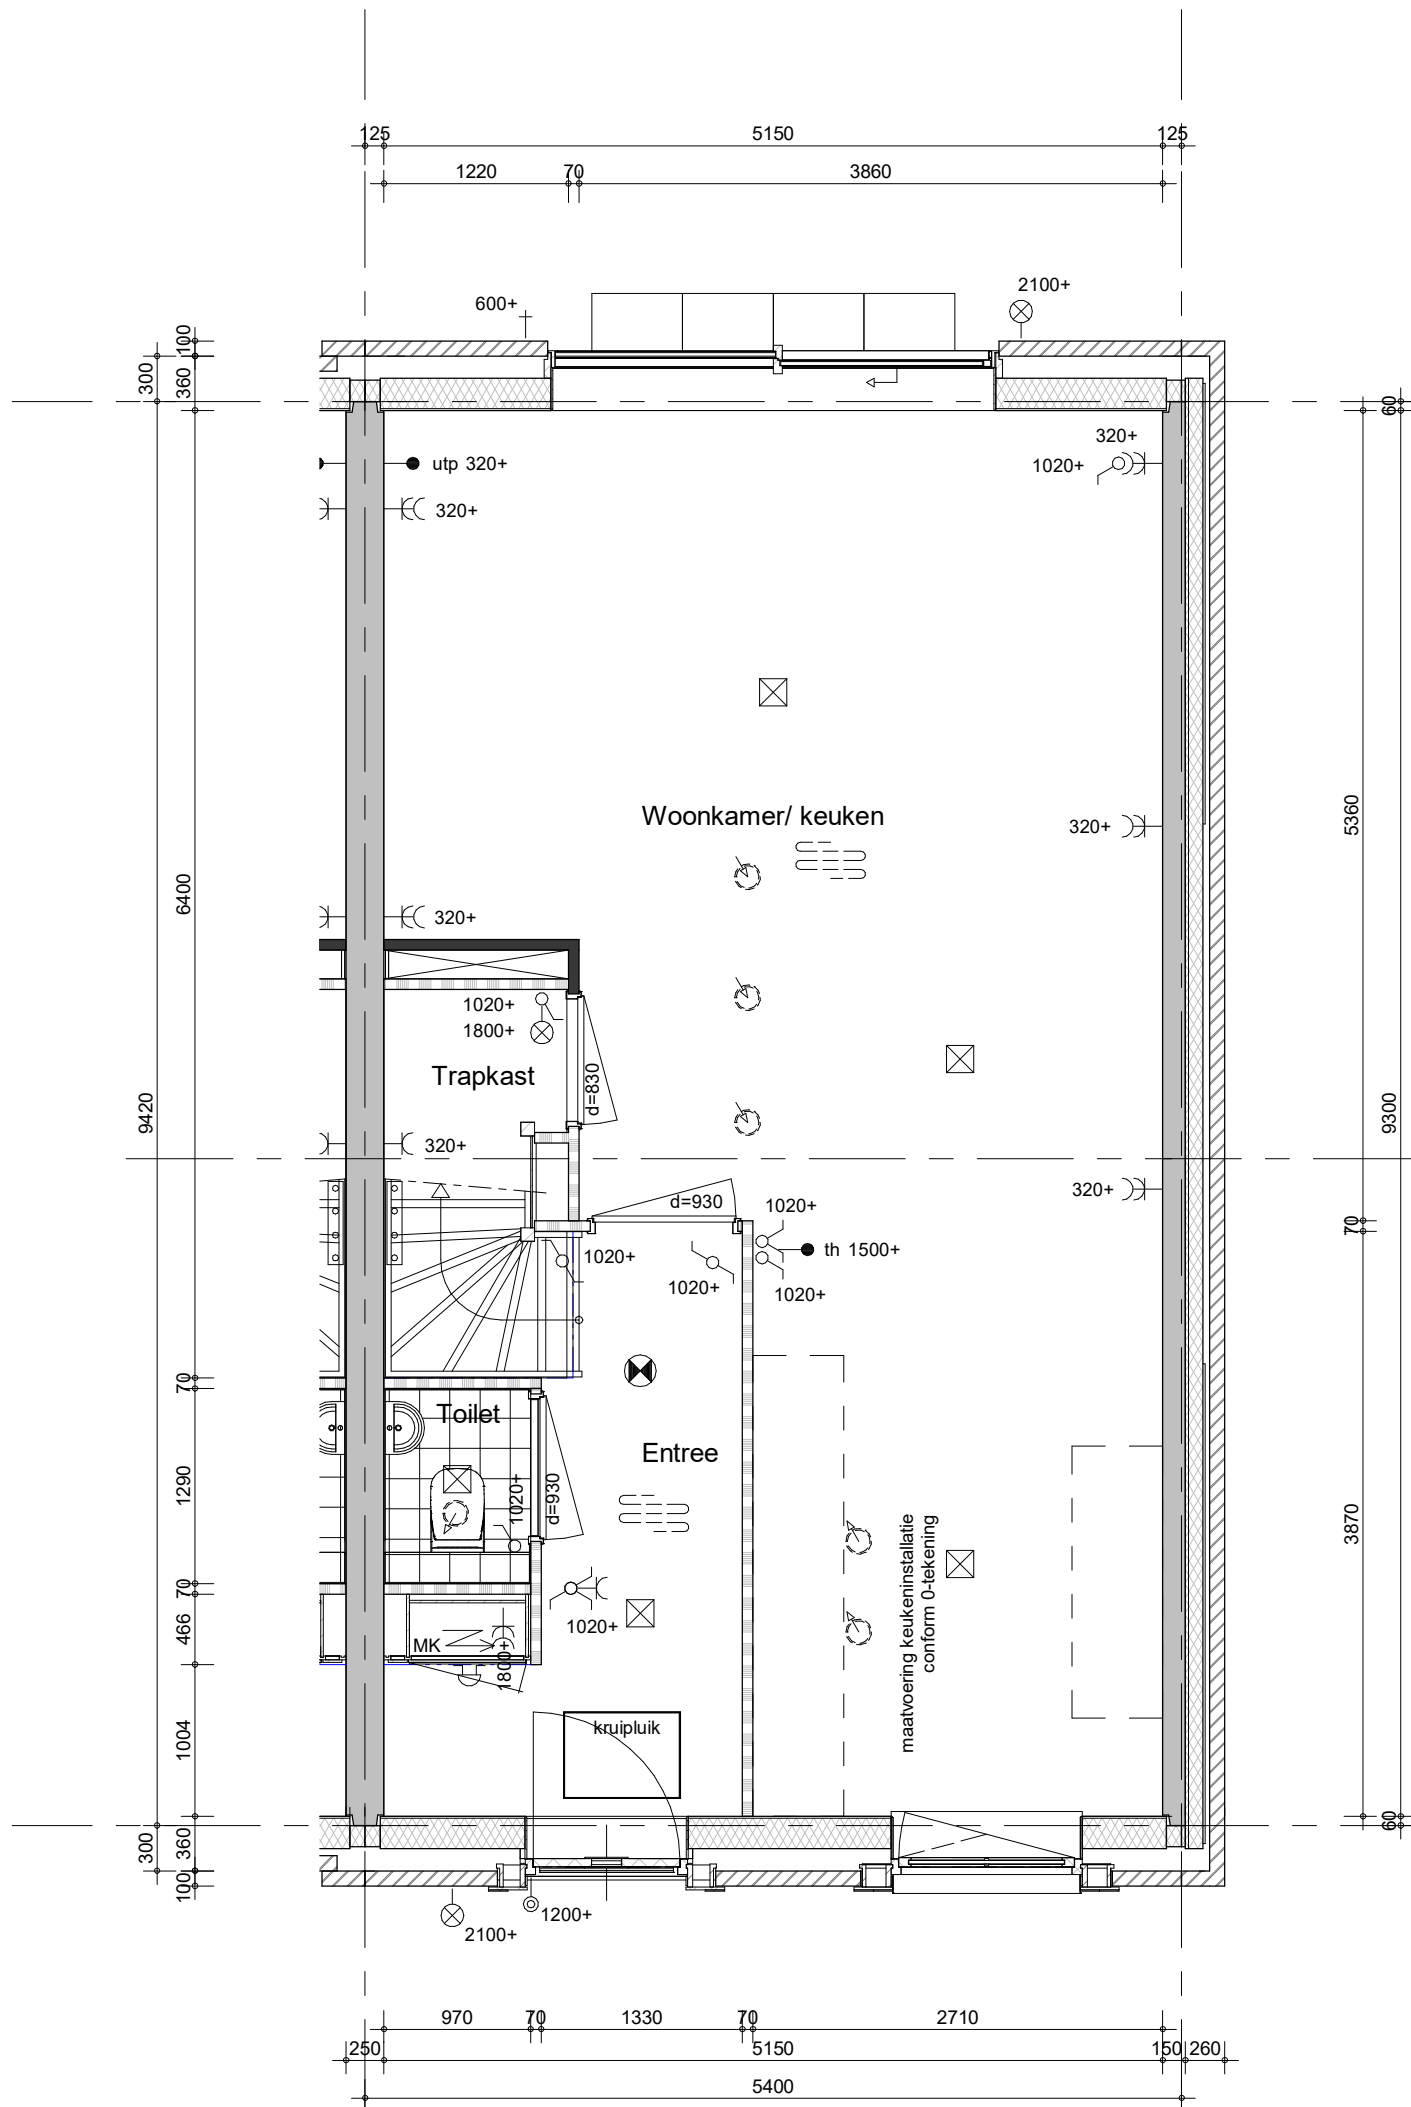 125 5150 125
1220 70 3860
600+ 2100+
100
300 360 60
320+
utp 320+ 1020+
320+
Woonkamer/ keuken
5360
320+
6400
320+
1020+
1800+
Trapkast
d=830
9420 9300
320+
320+
d=930 1020+
1020+ th 1500+
70
1020+ 1020+
70
Toilet
Entree
1290
1020+
d=930
maatvoering keukeninstallatie
conform 0-tekening
3870
70
1020+
466
MK
1800+
1004
kruipluik
300 360 60
100
1200+
2100+
970 70 1330 70 2710
250 5150 150 260
5400